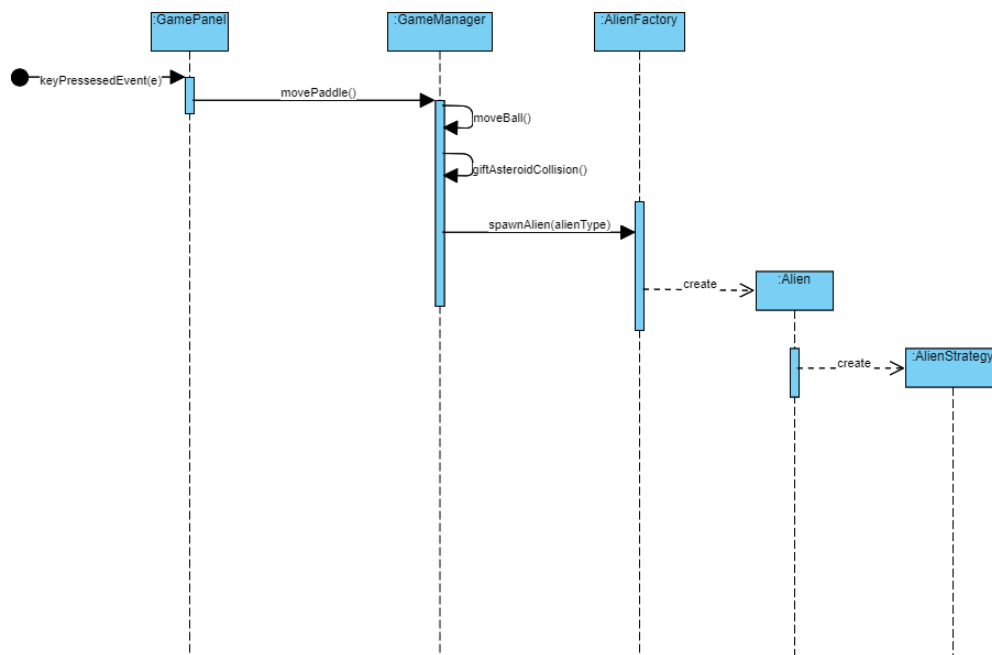 :GamePanel
:GameManager
:AlienFactory
keyPressesedEvent(e)
movePaddle()
moveBall()
giftAsteroidCollision()
spawnAlien(alienType)
:Alien
create
:AlienStrategy
create